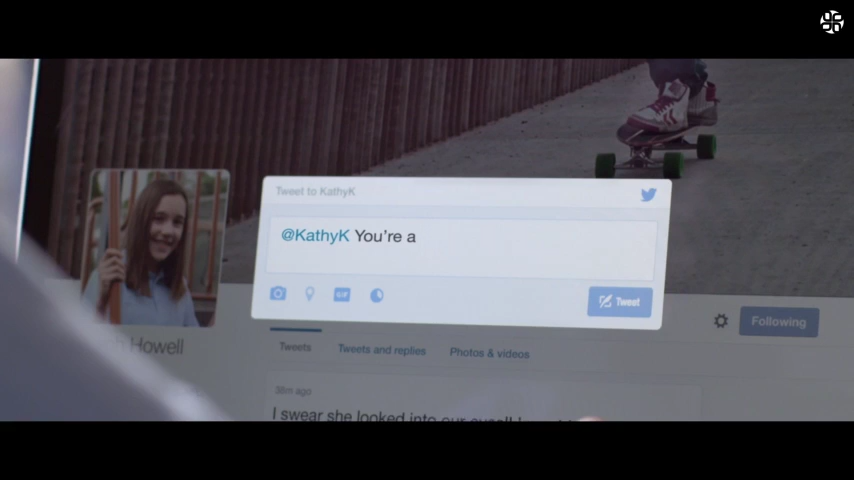 Tweet to KathyK
@KathyK You're a
GIF
Tweet
Following
Howell
Tweets
Tweets and replies
Photos & videos
38m ago
I swear she looked into our